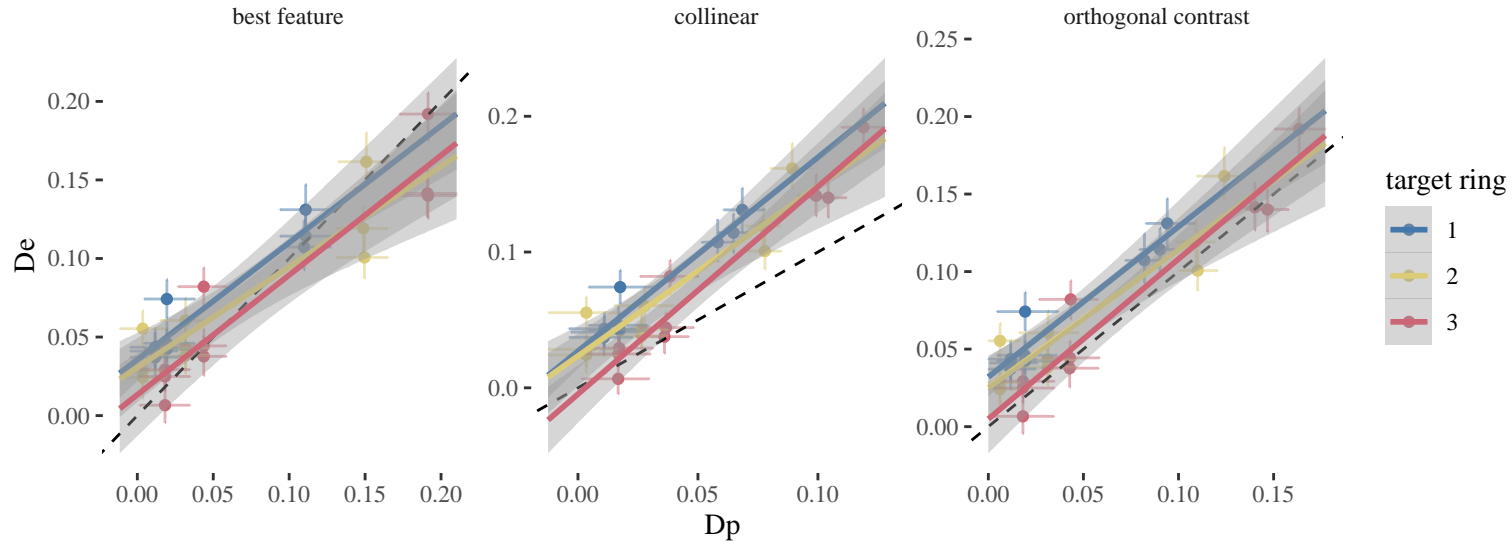 best feature
collinear
orthogonal contrast
De
0.20
0.15
0.10
0.05
0.00
0.00 0.05 0.10 0.15 0.20
0.2
0.1
0.0
0.00 0.05 0.10
0.25
0.20
0.15
0.10
0.05
0.00
0.00 0.05 0.10 0.15
Dp
target ring
1
2
3